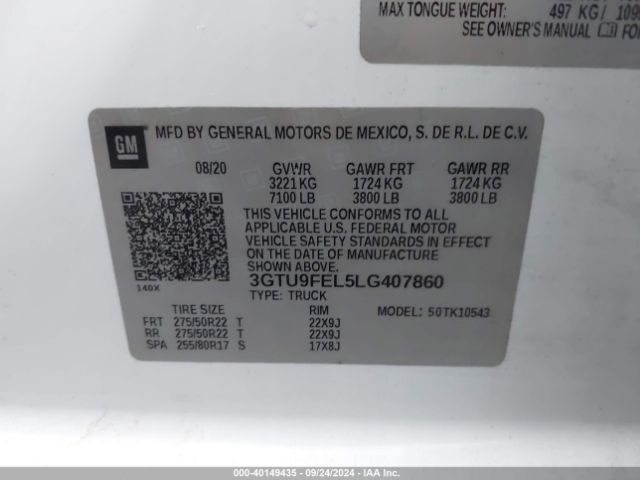 MAX TONGUE WEIGHT: 497 KG/
SEE OWNER'S MANUAL
GM
MFD BY GENERAL MOTORS DE MEXICO, S. DE R.L. DE C.V.
08/20 GVWR GAWR FRT GAWR RR
3221 KG 1724 KG 1724 KG
7100 LB 3800 LB 3800 LB
THIS VEHICLE CONFORMS TO ALL
APPLICABLE U.S. FEDERAL MOTOR
VEHICLE SAFETY STANDARDS IN EFFECT
ON THE DATE OF MANUFACTURE
SHOWN ABOVE.
140X
3GTU9FEL5LG407860
TYPE: TRUCK
TIRE SIZE RIM MODEL: 50TK10543
FRT 275/50R22 T 22X9J
RR 275/50R22 T 22X9J
SPA 255/80R17 S 17X8J
000-40149435 - 09/24/2024 - IAAI.com